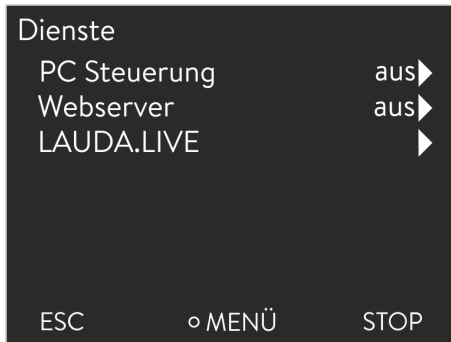 Dienste
PC Steuerung aus
Webserver aus
LAUDA.LIVE
ESC MENÜ STOP